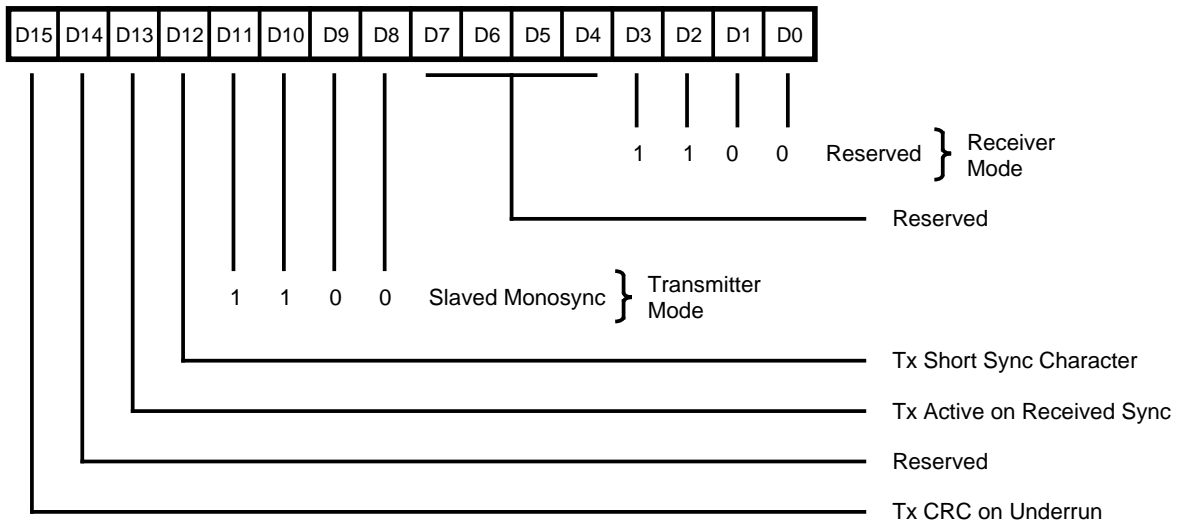 D15 D14 D13 D12 D11 D10 D9 D8 D7 D6 D5 D4 D3 D2 D1 D0
1 1 0 0 Reserved } Receiver
Mode
Reserved
1 1 0 0 Slaved Monosync } Transmitter
Mode
Tx Short Sync Character
Tx Active on Received Sync
Reserved
Tx CRC on Underrun